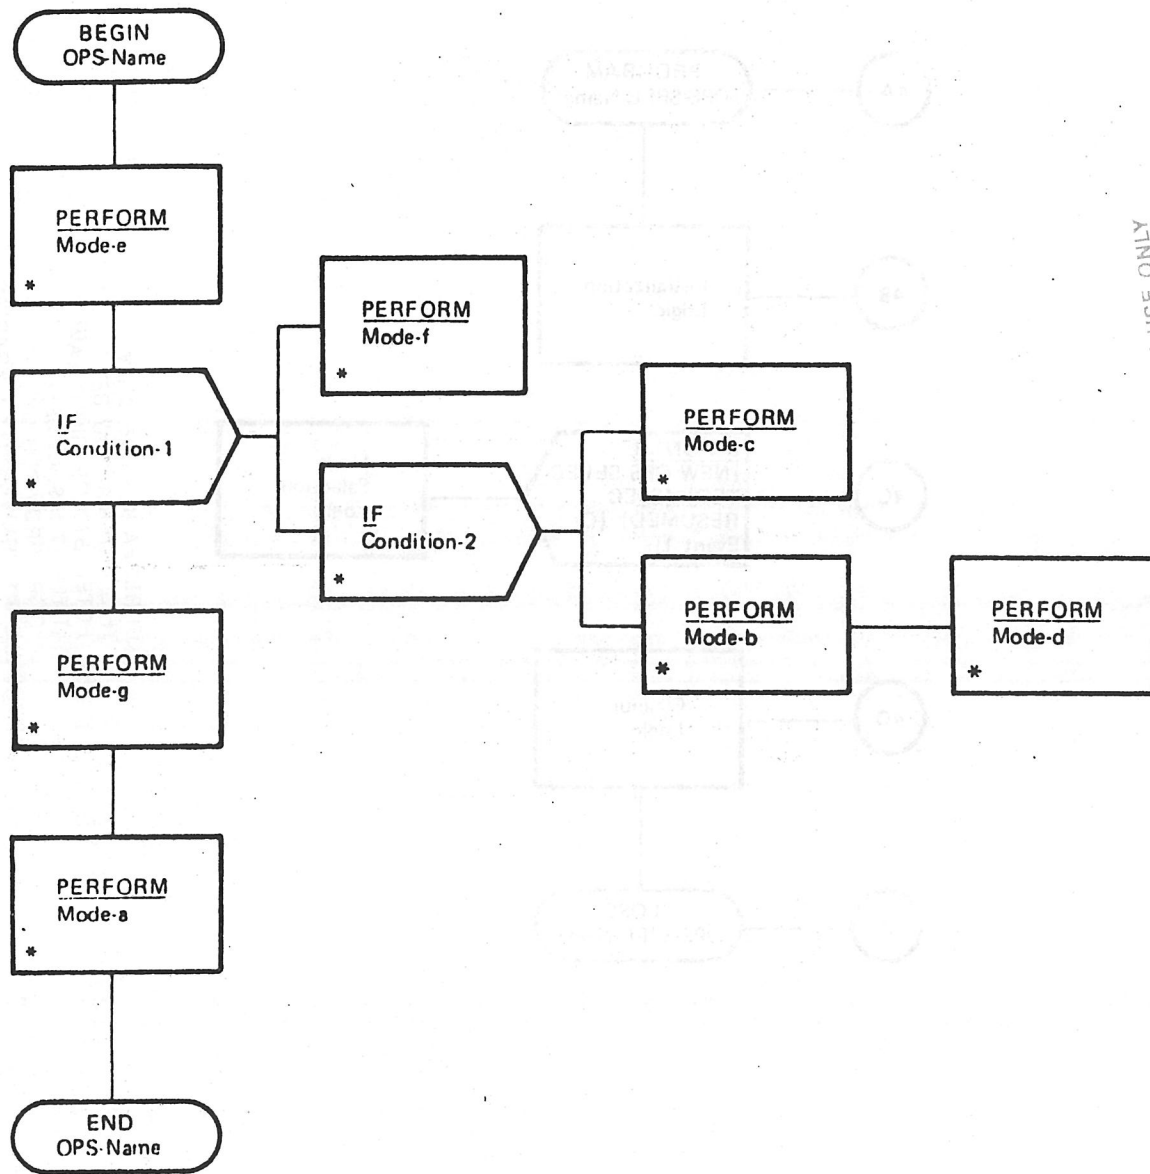 BEGIN
OPS-Name
PERFORM
Mode-e
*
PERFORM
Mode-f
*
IF
Condition-1
*
PERFORM
Mode-c
*
IF
Condition-2
*
PERFORM
Mode-b
*
PERFORM
Mode-d
*
PERFORM
Mode-g
*
PERFORM
Mode-a
*
END
OPS-Name
ONLY